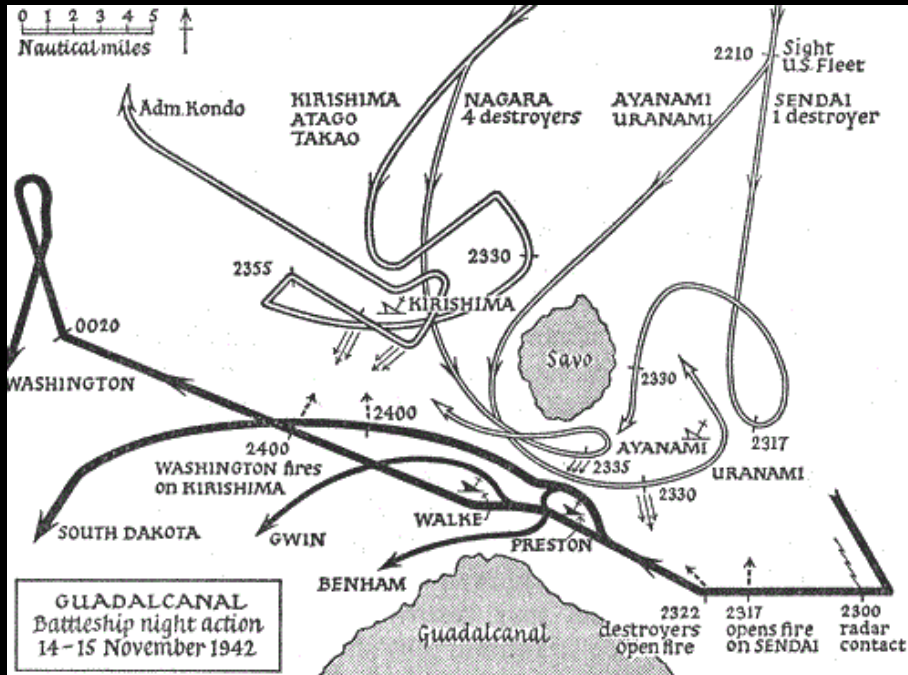 0 1 2 3 4 5
Nautical miles
2210
Sight
U.S. Fleet
Adm. Kondo
KIRISHIMA
ATAGO
TAKAO
NAGARA
4 destroyers
AYANAMI
URANAMI
SENDAI
1 destroyer
2355
2330
KIRISHIMA
0020
Savo
2330
WASHINGTON
2400
2400
AYANAMI
2317
2335
URANAMI
2330
WASHINGTON fires
on KIRISHIMA
SOUTH DAKOTA
GWIN
WALKE
PRESTON
BENHAM
GUADALCANAL
Battleship night action
14-15 November 1942
Guadalcanal
2322
destroyers
open fire
2317
opens fire
on SENDAI
2300
radar
contact